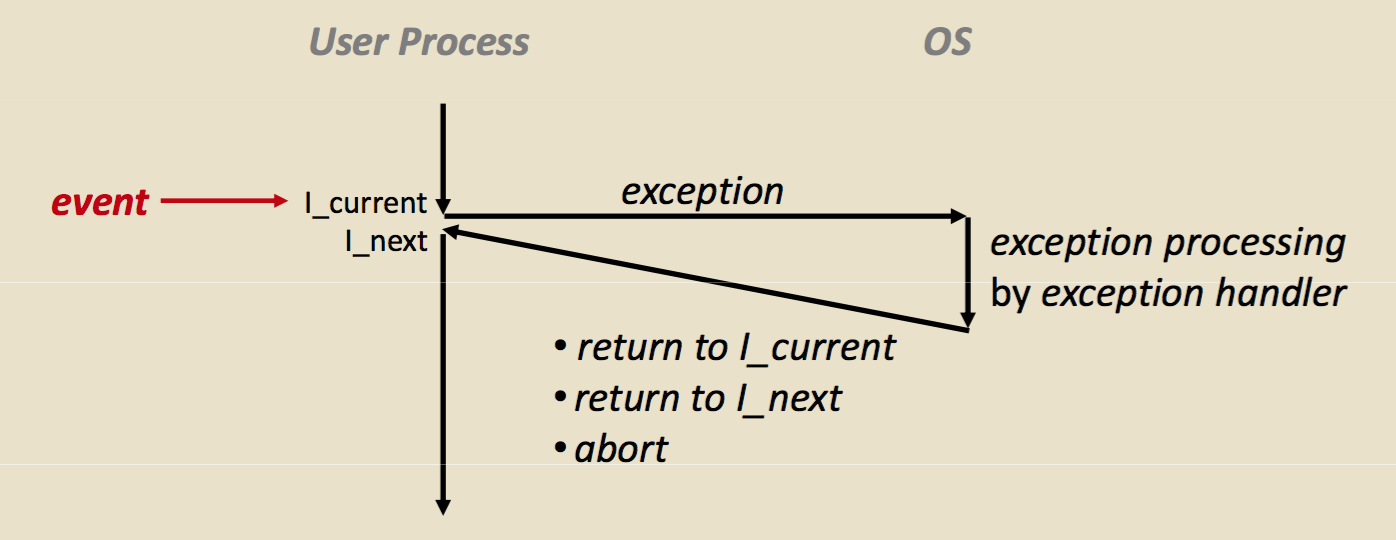 User Process
OS
event
I_current
I_next
exception
exception processing
by exception handler
• return to I_current
• return to I_next
• abort